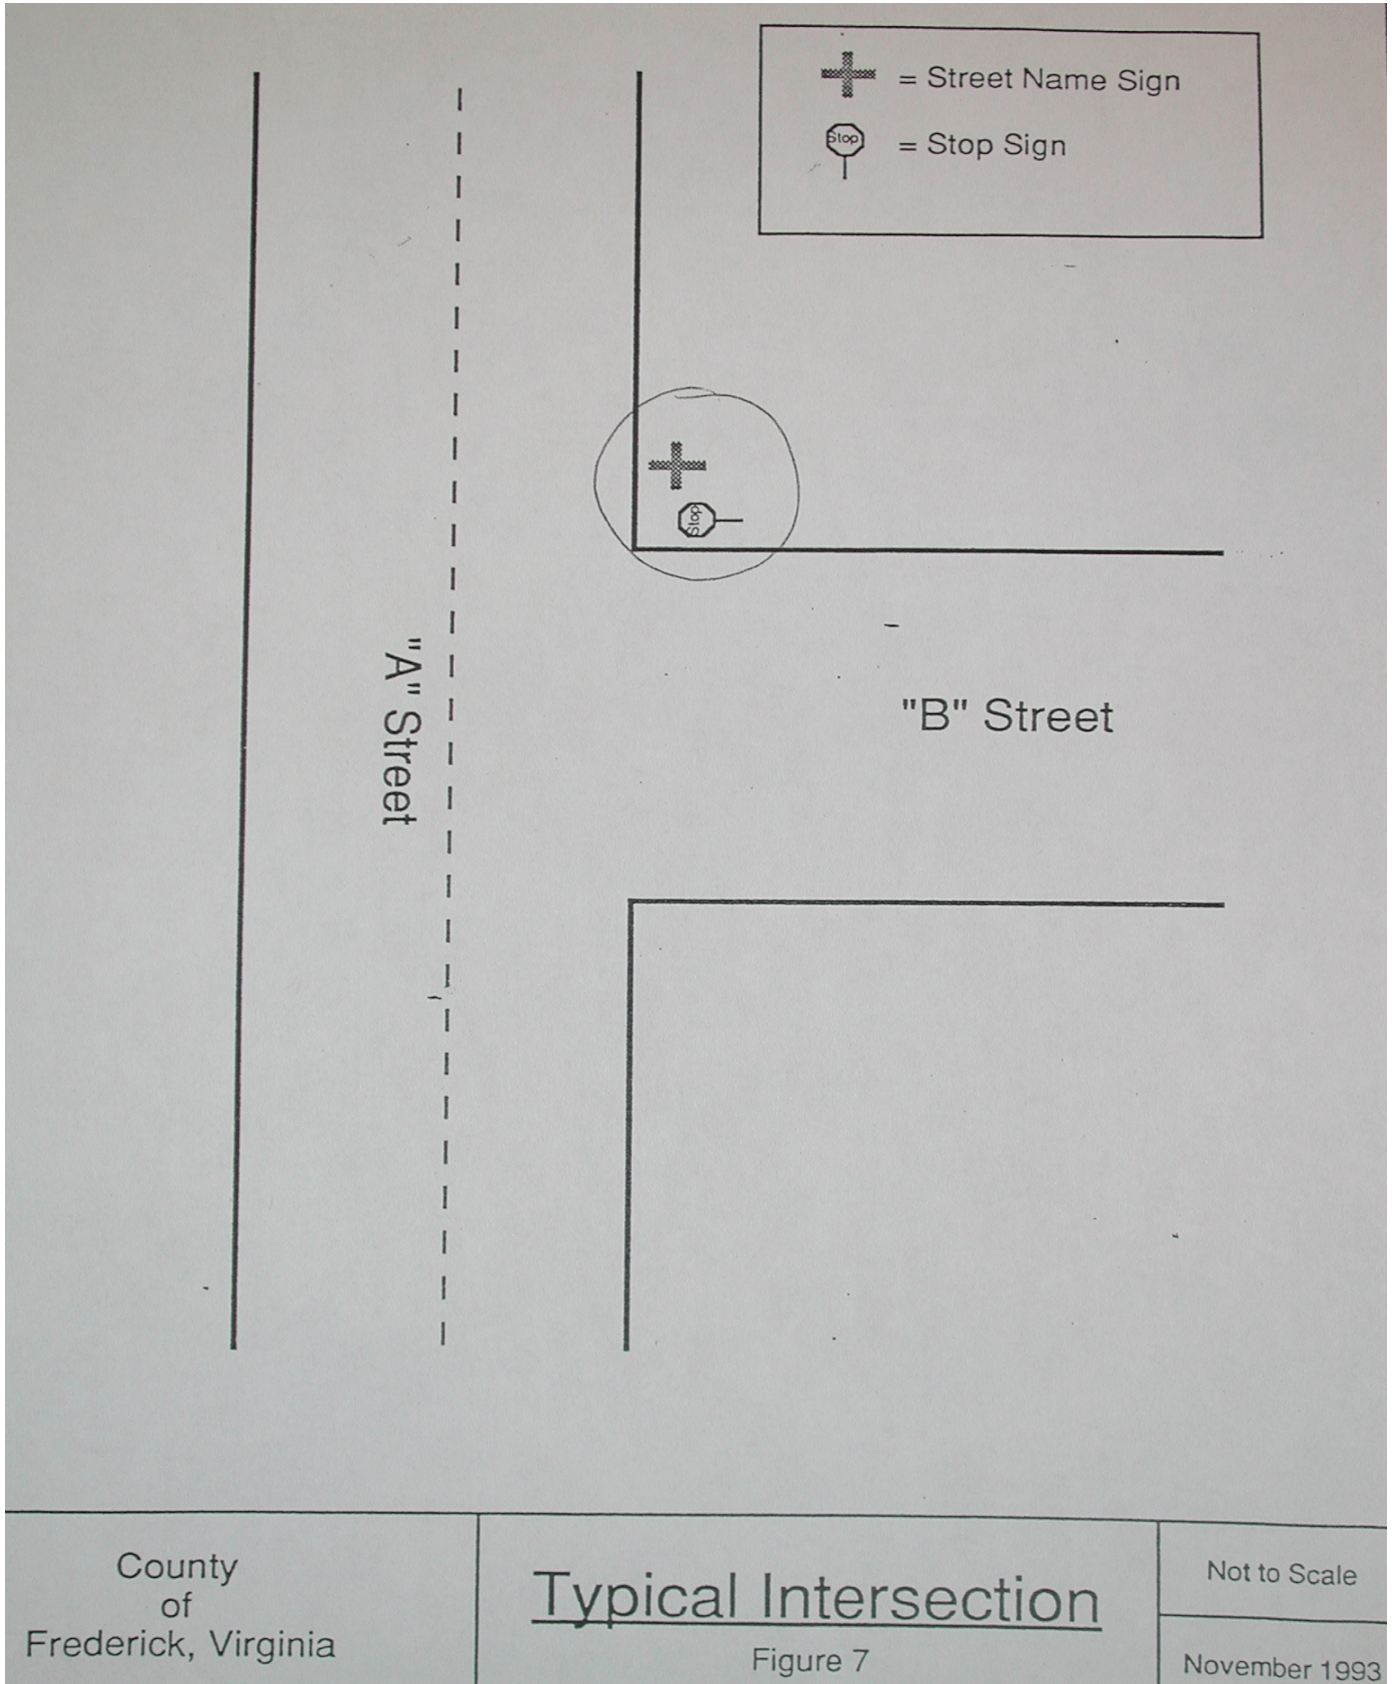 = Street Name Sign
Stop = Stop Sign
Stop
"A" Street
"B" Street
County
of
Frederick, Virginia
Typical Intersection
Figure 7
Not to Scale
November 1993